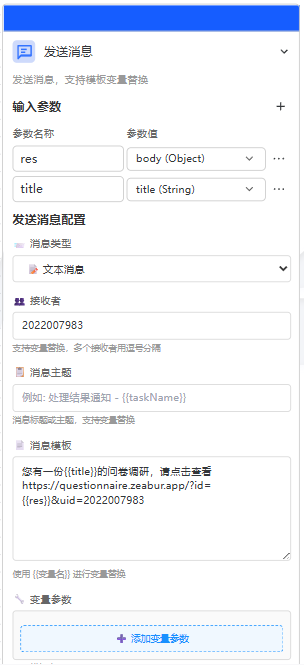 发送消息
发送消息，支持模板变量替换
输入参数
参数名称 参数值
res body (Object)
title title (String)
发送消息配置
消息类型
文本消息
接收者
2022007983
支持变量替换，多个接收者用逗号分隔
消息主题
例如: 处理结果通知 - {{taskName}}
消息标题或主题，支持变量替换
消息模板
您有一份{{title}}的问卷调研，请点击查看
https://questionnaire.zeabur.app/?id=
{{res}}&uid=2022007983
使用 {{变量名}} 进行变量替换
变量参数
添加变量参数